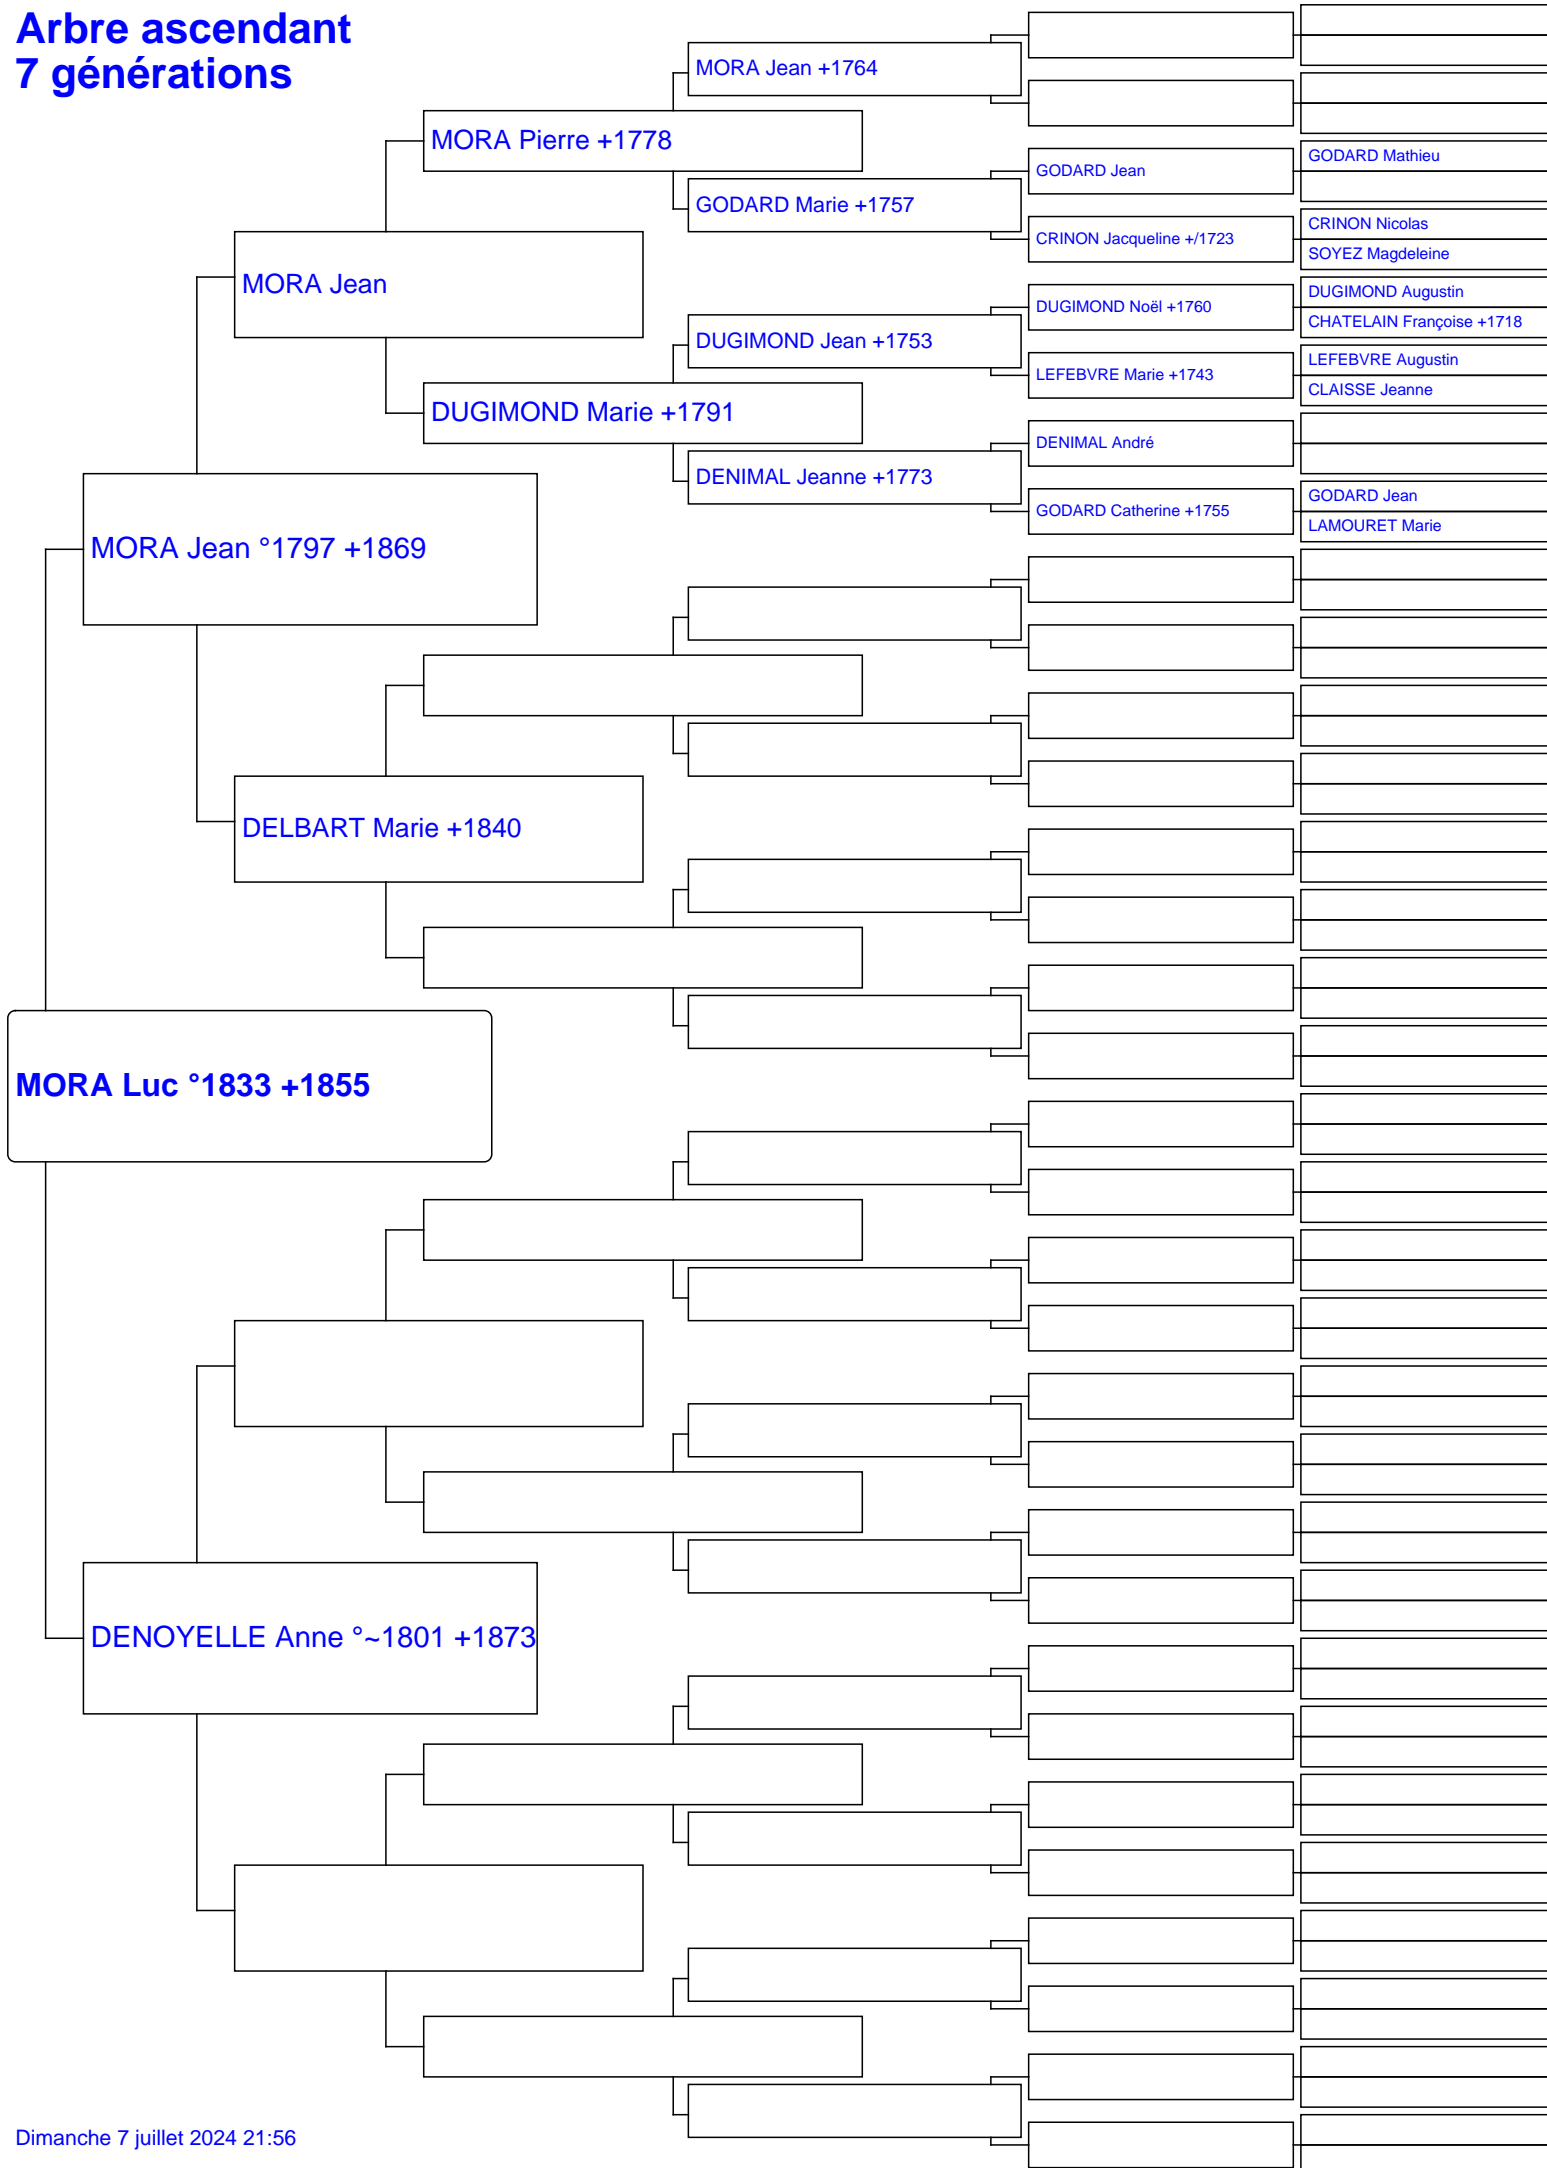 Arbre ascendant
7 générations
MORA Jean +1764
MORA Pierre +1778
GODARD Mathieu
GODARD Jean
GODARD Marie +1757
CRINON Nicolas
CRINON Jacqueline +/1723
SOYEZ Magdeleine
MORA Jean
DUGIMOND Augustin
DUGIMOND Noël +1760
CHATELAIN Françoise +1718
DUGIMOND Jean +1753
LEFEBVRE Augustin
LEFEBVRE Marie +1743
CLAISSE Jeanne
DUGIMOND Marie +1791
DENIMAL André
DENIMAL Jeanne +1773
GODARD Jean
GODARD Catherine +1755
LAMOURET Marie
MORA Jean °1797 +1869
DELBART Marie +1840
MORA Luc °1833 +1855
DENOYELLE Anne °~1801 +1873
Dimanche 7 juillet 2024 21:56